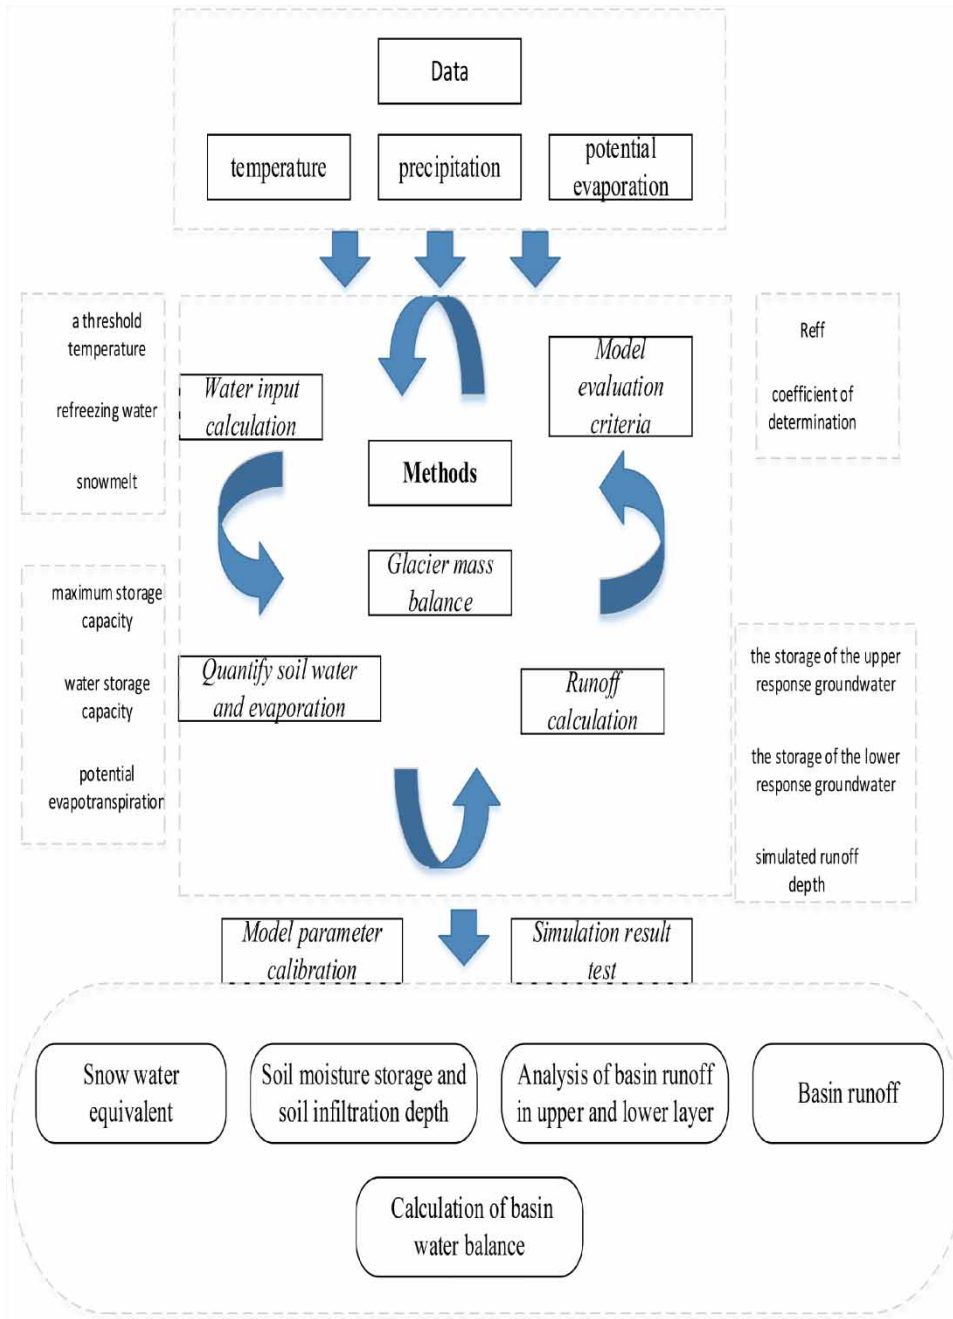 Data
temperature
precipitation
potential
evaporation
a threshold
temperature
refreezing water
snowmelt
Water input
calculation
Model
evaluation
criteria
Reff
coefficient of
determination
Methods
Glacier mass
balance
maximum storage
capacity
water storage
capacity
potential
evapotranspiration
Quantify soil water
and evaporation
Runoff
calculation
the storage of the upper
response groundwater
the storage of the lower
response groundwater
simulated runoff
depth
Model parameter
calibration
Simulation result
test
Snow water
equivalent
Soil moisture storage and
soil infiltration depth
Analysis of basin runoff
in upper and lower layer
Basin runoff
Calculation of basin
water balance